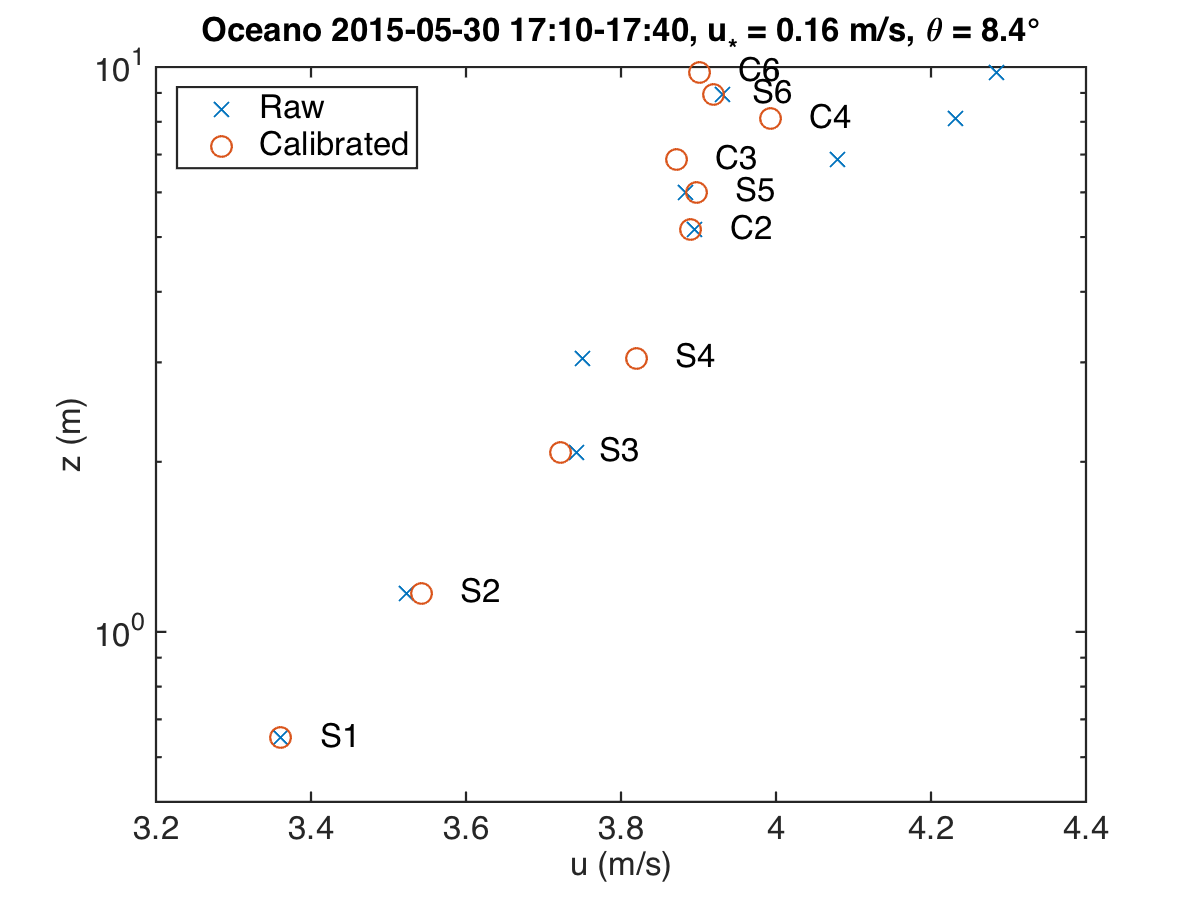 Oceano 2015-05-30 17:10-17:40, u* = 0.16 m/s, θ = 8.4°
Raw
Calibrated
C6
S6
C4
C3
S5
C2
S4
S3
S2
S1
10^1
10^0
z (m)
3.2 3.4 3.6 3.8 4 4.2 4.4
u (m/s)